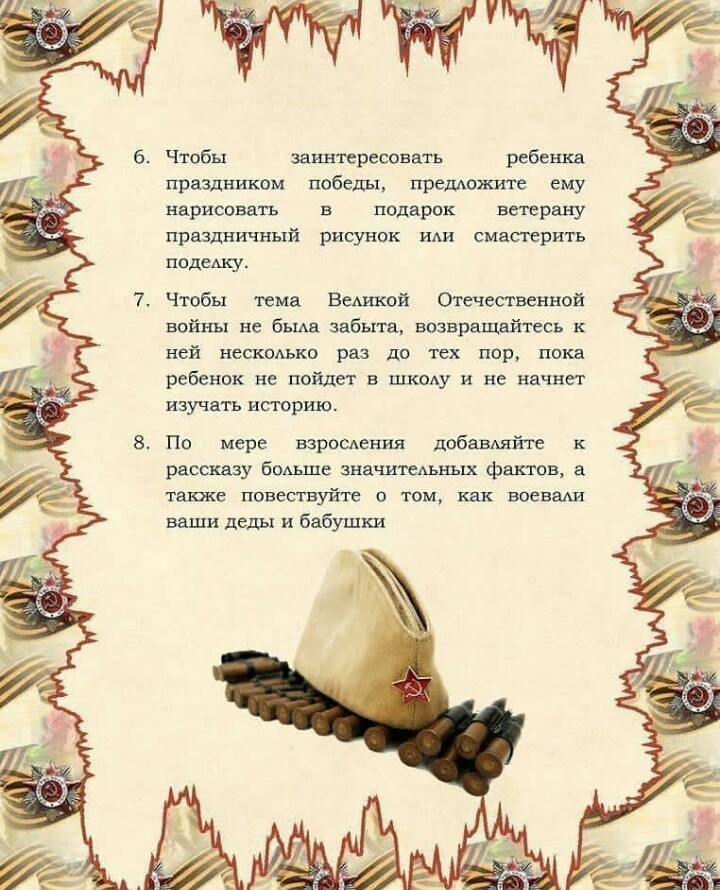 6. Чтобы заинтересовать ребенка
праздником победы, предложите ему
нарисовать в подарок ветерану
праздничный рисунок или смастерить
поделку.
7. Чтобы тема Великой Отечественной
войны не была забыта, возвращайтесь к
ней несколько раз до тех пор, пока
ребенок не пойдет в школу и не начнет
изучать историю.
8. По мере взросления добавляйте к
рассказу больше значительных фактов, а
также повествуйте о том, как воевали
ваши деды и бабушки